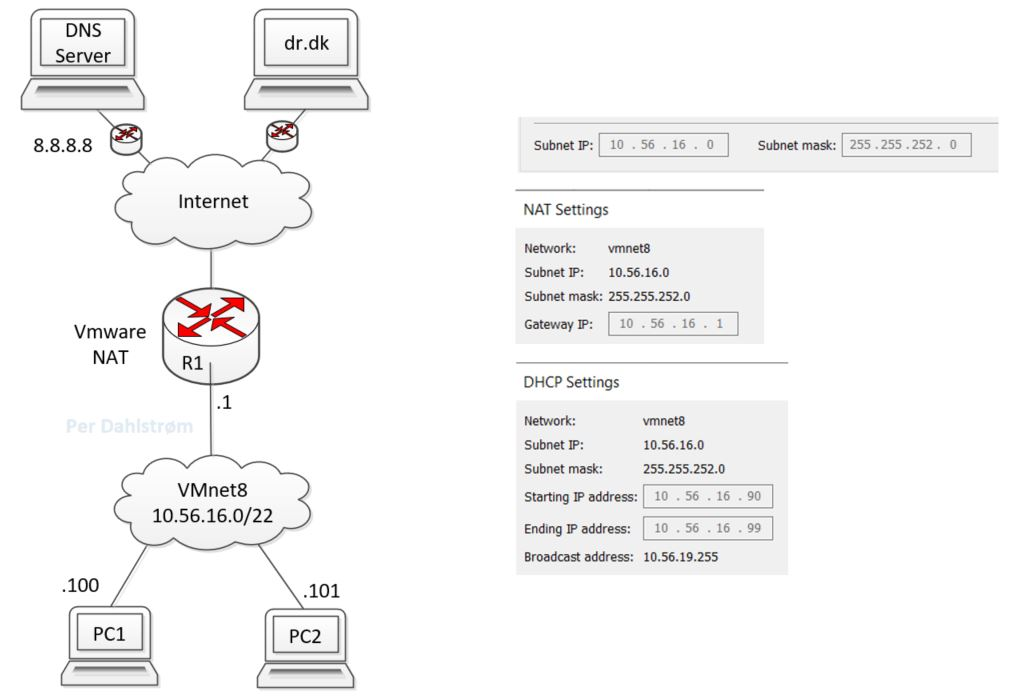 DNS
Server
dr.dk
8.8.8.8
Internet
Vmware
NAT
R1
.1
Per Dahlstrøm
VMnet8
10.56.16.0/22
.100
.101
PC1
PC2
Subnet IP: 10 . 56 . 16 . 0 Subnet mask: 255.255.252. 0
NAT Settings
Network: vmnet8
Subnet IP: 10.56.16.0
Subnet mask: 255.255.252.0
Gateway IP: 10 . 56 . 16 . 1
DHCP Settings
Network: vmnet8
Subnet IP: 10.56.16.0
Subnet mask: 255.255.252.0
Starting IP address: 10 . 56 . 16 . 90
Ending IP address: 10 . 56 . 16 . 99
Broadcast address: 10.56.19.255